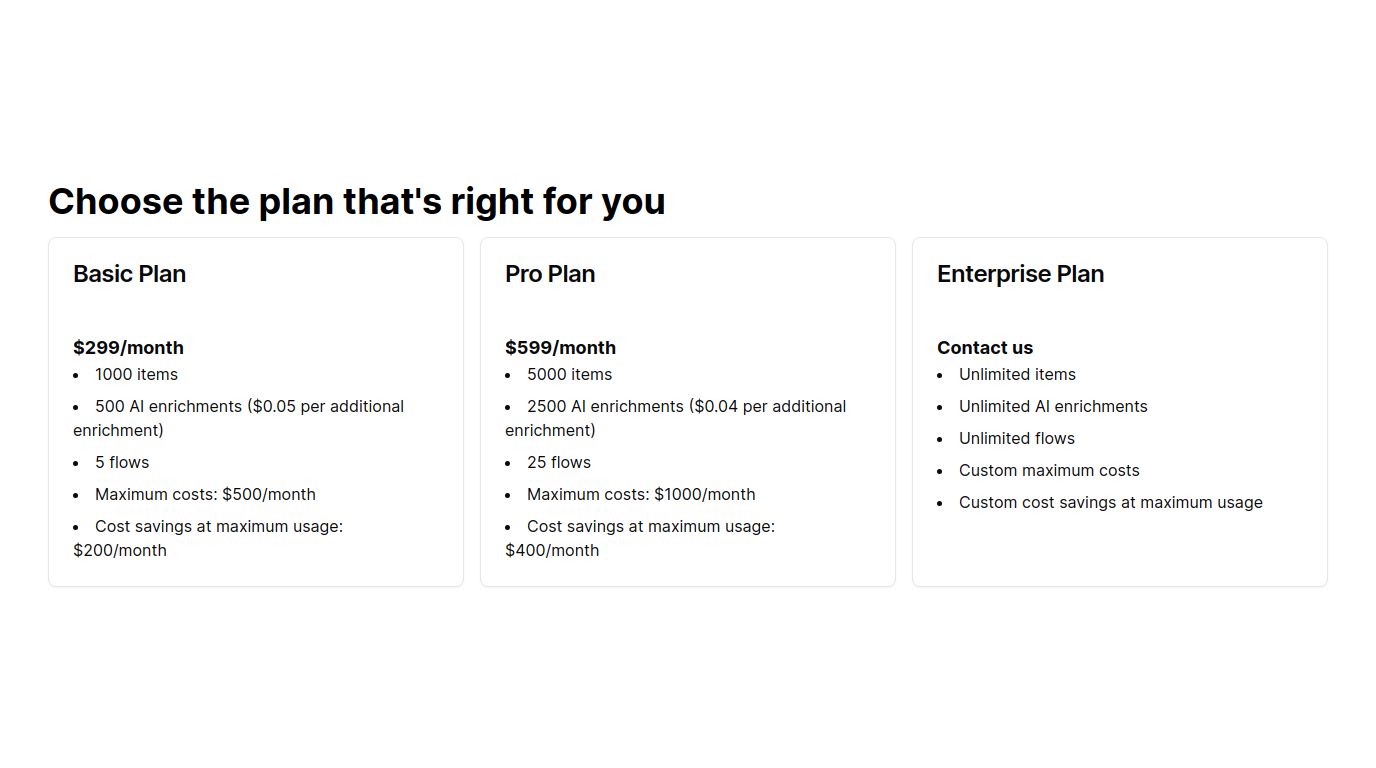 Choose the plan that's right for you
Basic Plan
$299/month
• 1000 items
• 500 AI enrichments ($0.05 per additional
enrichment)
• 5 flows
• Maximum costs: $500/month
• Cost savings at maximum usage:
$200/month
Pro Plan
$599/month
• 5000 items
• 2500 AI enrichments ($0.04 per additional
enrichment)
• 25 flows
• Maximum costs: $1000/month
• Cost savings at maximum usage:
$400/month
Enterprise Plan
Contact us
• Unlimited items
• Unlimited AI enrichments
• Unlimited flows
• Custom maximum costs
• Custom cost savings at maximum usage